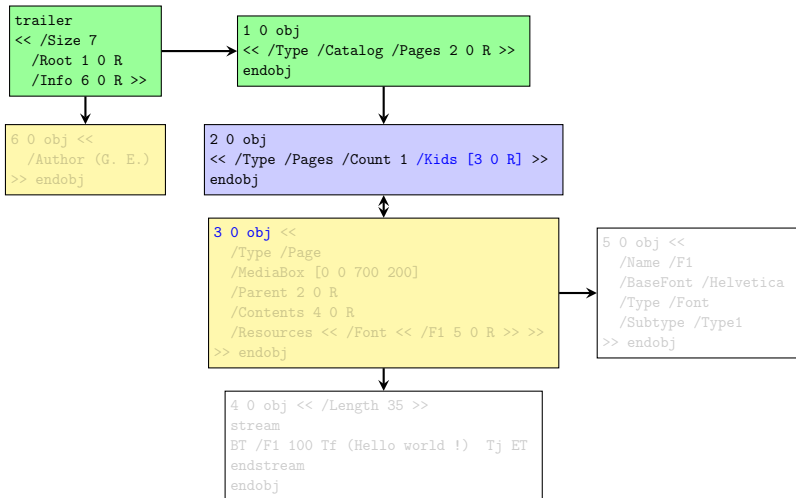 trailer
<< /Size 7
/Root 1 0 R
/Info 6 0 R >>
1 0 obj
<< /Type /Catalog /Pages 2 0 R >>
endobj
6 0 obj <<
/Author (G. E.)
>> endobj
2 0 obj
<< /Type /Pages /Count 1 /Kids [3 0 R] >>
endobj
3 0 obj <<
/Type /Page
/MediaBox [0 0 700 200]
/Parent 2 0 R
/Contents 4 0 R
/Resources << /Font << /F1 5 0 R >> >>
>> endobj
5 0 obj <<
/Name /F1
/BaseFont /Helvetica
/Type /Font
/Subtype /Type1
>> endobj
4 0 obj << /Length 35 >>
stream
BT /F1 100 Tf (Hello world !)  Tj ET
endstream
endobj